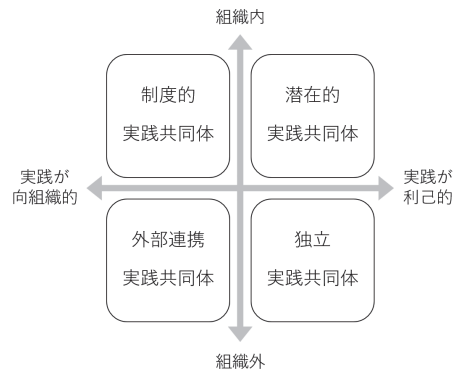 組織内
制度的
実践共同体
潜在的
実践共同体
実践が
向組織的
実践が
利己的
外部連携
実践共同体
独立
実践共同体
組織外